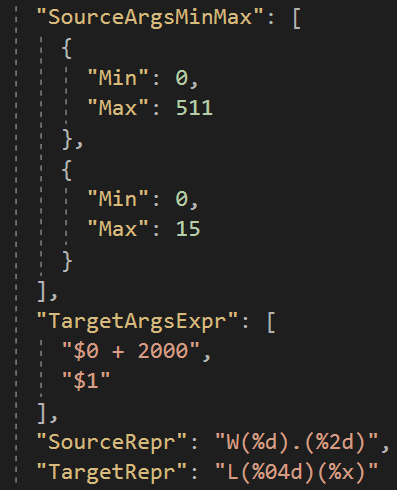 "SourceArgsMinMax": [
{
"Min": 0,
"Max": 511
},
{
"Min": 0,
"Max": 15
}
],
"TargetArgsExpr": [
"$0 + 2000",
"$1"
],
"SourceRepr": "W(%d).(%2d)",
"TargetRepr": "L(%04d)(%x)"